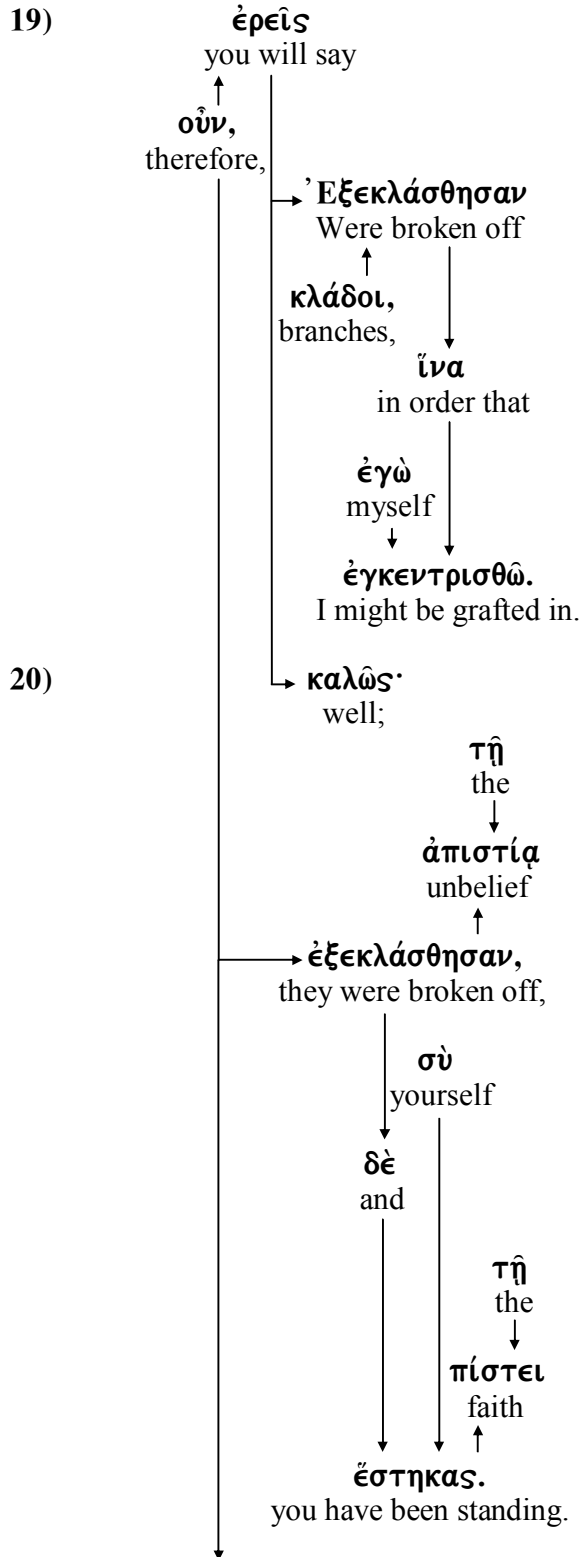 19) ἐρεῖς
you will say
οὖν,
therefore,
Ἐξεκλάσθησαν
Were broken off
κλάδοι,
branches,
ἵνα
in order that
ἐγὼ
myself
ἐγκεντρισθῶ.
I might be grafted in.
20) καλῶς·
well;
τῇ
the
ἀπιστίᾳ
unbelief
ἐξεκλάσθησαν,
they were broken off,
σὺ
yourself
δὲ
and
τῇ
the
πίστει
faith
ἕστηκας.
you have been standing.